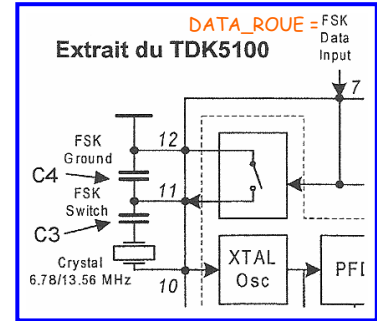 DATA_ROUE = FSK
Data
Input
Extrait du TDK5100
7
FSK
Ground
12
C4
FSK
Switch
11
C3
Crystal
6.78/13.56 MHz
10
XTAL
Osc
PFI